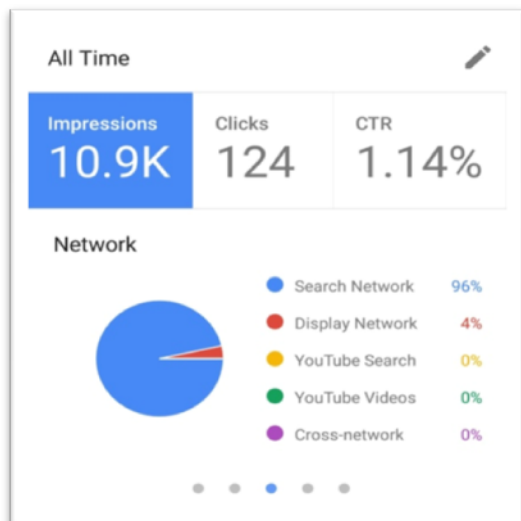 All Time
Impressions Clicks CTR
10.9K 124 1.14%
Network
Search Network 96%
Display Network 4%
YouTube Search 0%
YouTube Videos 0%
Cross-network 0%